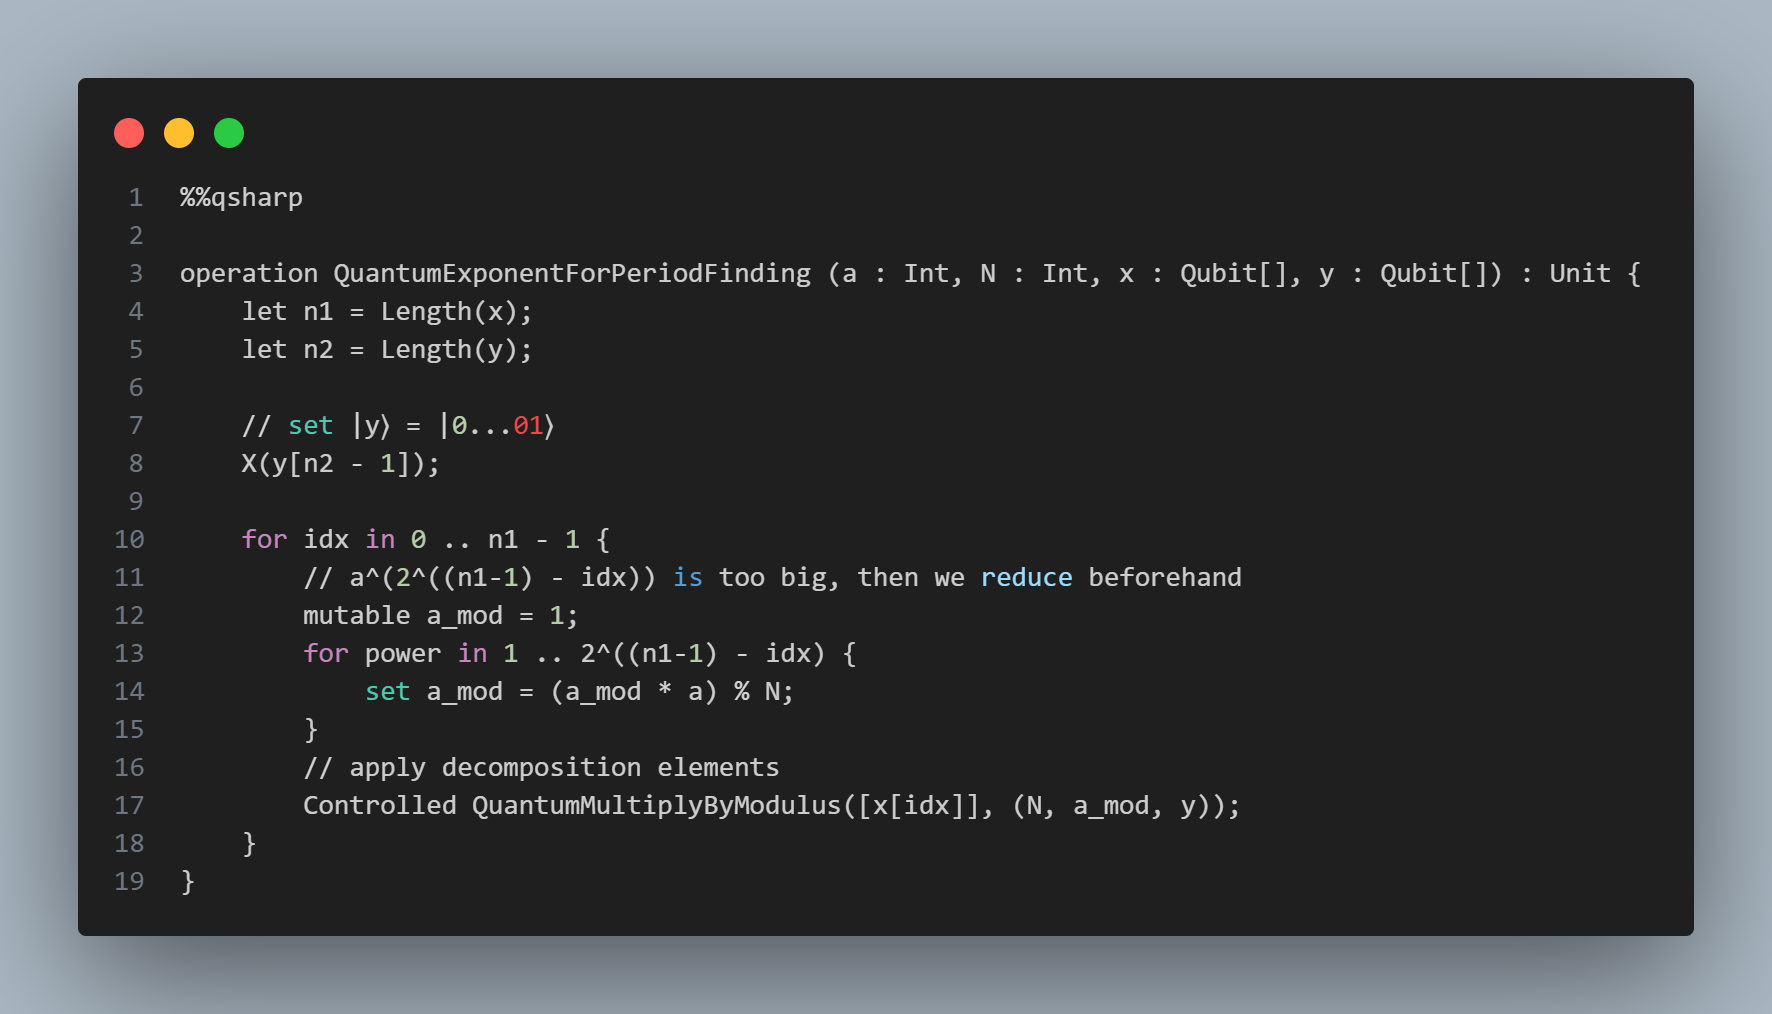 1 %%qsharp
2
3 operation QuantumExponentForPeriodFinding (a : Int, N : Int, x : Qubit[], y : Qubit[]) : Unit {
4     let n1 = Length(x);
5     let n2 = Length(y);
6
7     // set |y⟩ = |0...01⟩
8     X(y[n2 - 1]);
9
10     for idx in 0 .. n1 - 1 {
11         // a^(2^((n1-1) - idx)) is too big, then we reduce beforehand
12         mutable a_mod = 1;
13         for power in 1 .. 2^((n1-1) - idx) {
14             set a_mod = (a_mod * a) % N;
15         }
16         // apply decomposition elements
17         Controlled QuantumMultiplyByModulus([x[idx]], (N, a_mod, y));
18     }
19 }